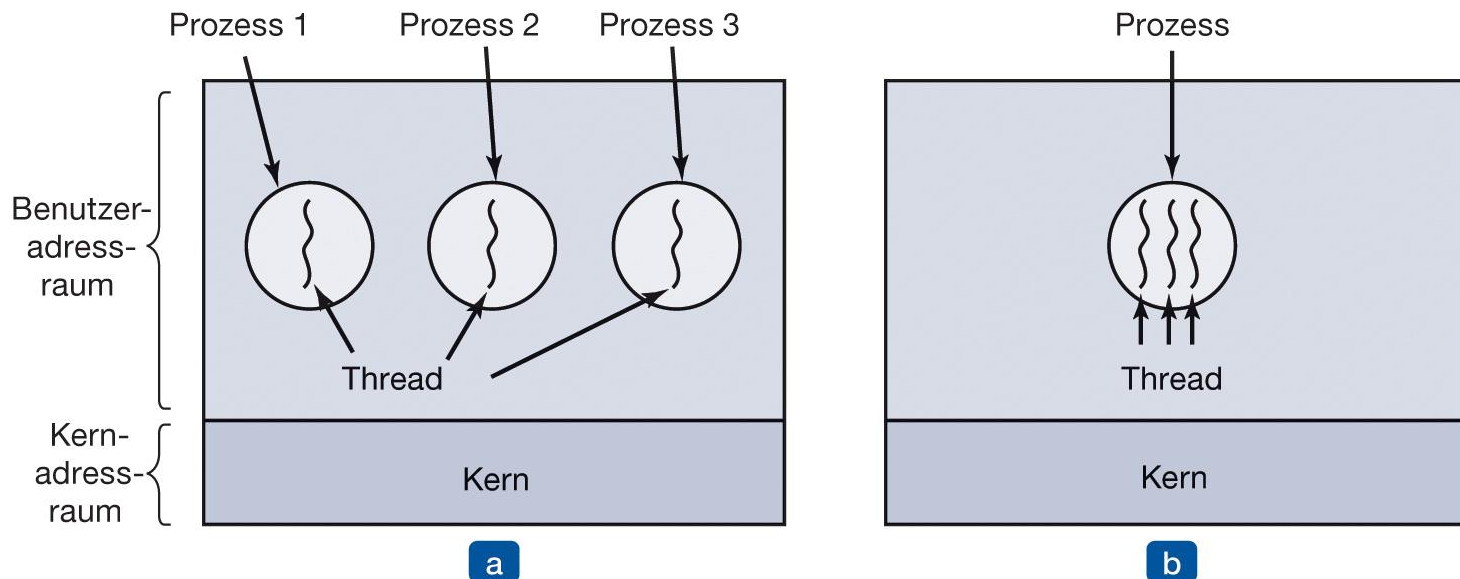 Prozess 1
Prozess 2
Prozess 3
Prozess
Benutzer-
adress-
raum
Thread
Thread
Kern-
adress-
raum
Kern
Kern
a
b